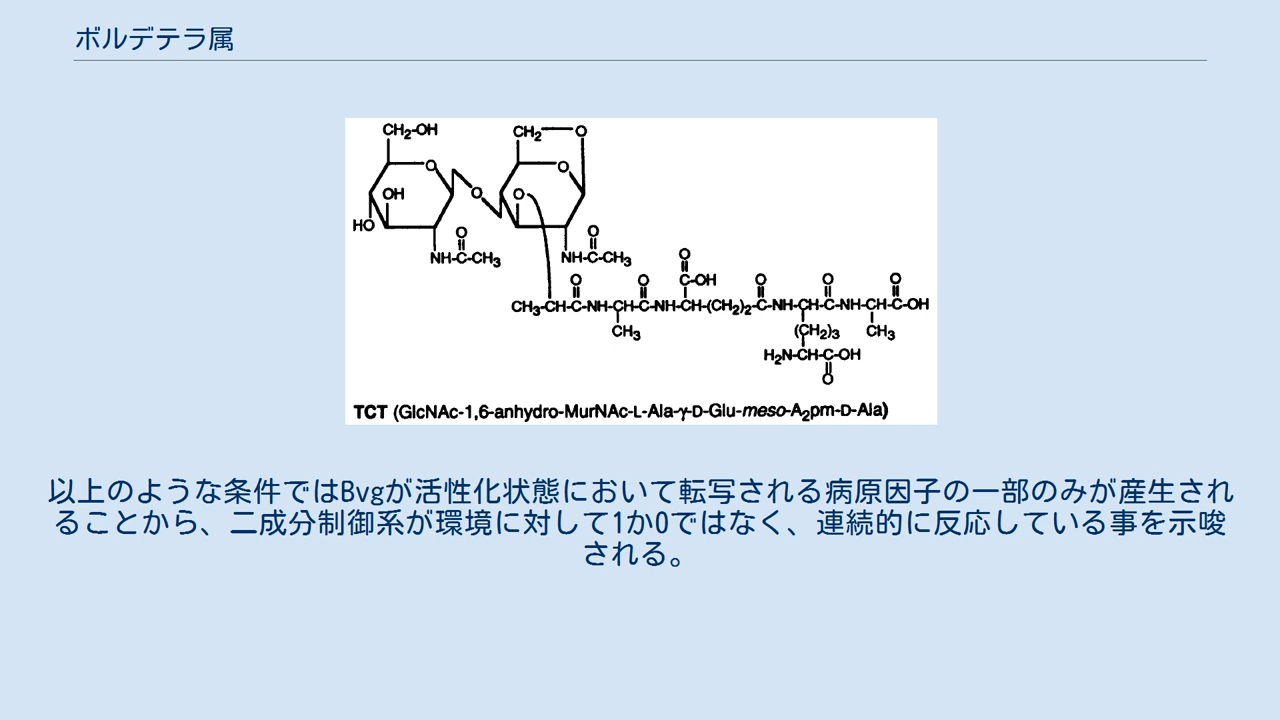 ボルデテラ属
CH2-OH
CH2 O
O O
OH O O
HO
O O
NH-C-CH3 NH-C-CH3
O
O O C-OH O O O
CH3-CH-C-NH-CH-C-NH-CH-(CH2)2-C-NH-CH-C-NH-CH-C-OH
CH3 (CH2)3 CH3
H2N-CH-C-OH
O
TCT (GlcNAc-1,6-anhydro-MurNAc-L-Ala-γ-D-Glu-meso-A2pm-D-Ala)
以上のような条件ではBvgが活性化状態において転写される病原因子の一部のみが産生され
ることから、二成分制御系が環境に対して1か0ではなく、連続的に反応している事を示唆
される。